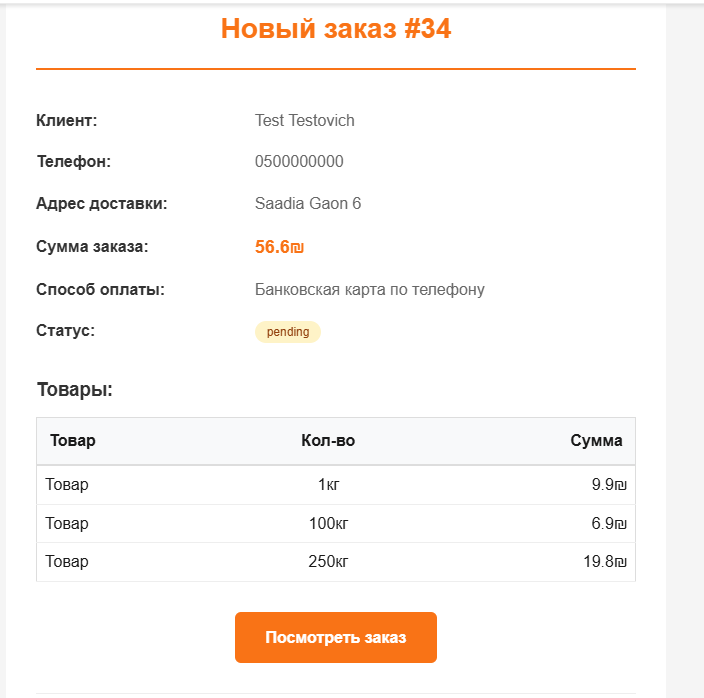 Новый заказ #34
Клиент: Test Testovich
Телефон: 0500000000
Адрес доставки: Saadia Gaon 6
Сумма заказа: 56.6₪
Способ оплаты: Банковская карта по телефону
Статус: pending
Товары:
Товар Кол-во Сумма
Товар 1кг 9.9₪
Товар 100кг 6.9₪
Товар 250кг 19.8₪
Посмотреть заказ